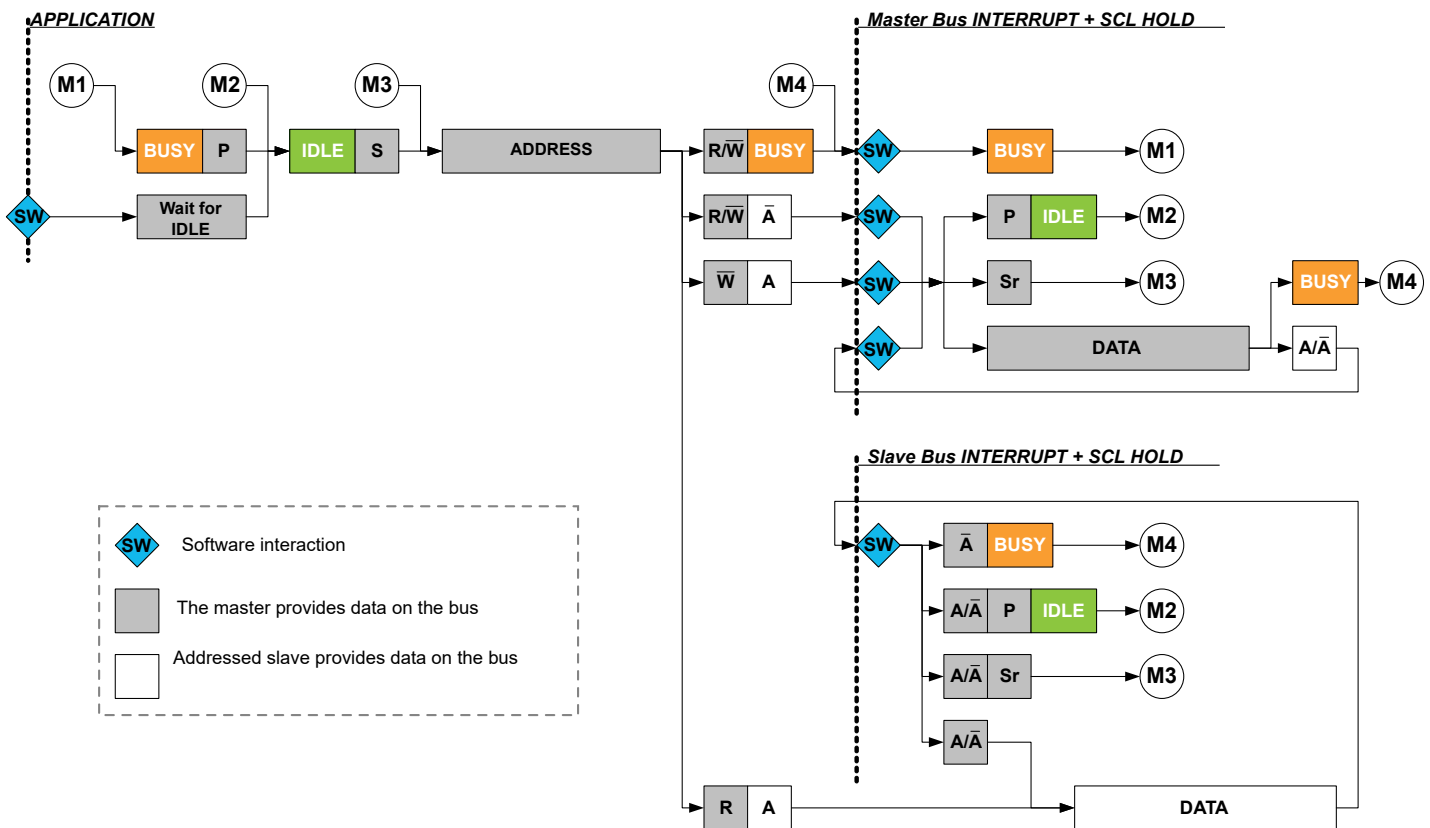 APPLICATION
Master Bus INTERRUPT + SCL HOLD
M1
M2
M3
M4
BUSY P
IDLE S
ADDRESS
R/W̅ BUSY
SW
BUSY
M1
SW
Wait for
IDLE
R/W̅ A̅
SW
P IDLE
M2
W̅ A
SW
Sr
M3
BUSY
M4
SW
DATA
A/A̅
Slave Bus INTERRUPT + SCL HOLD
SW
A̅ BUSY
M4
A/A̅ P IDLE
M2
A/A̅ Sr
M3
A/A̅
R A
DATA
SW Software interaction
The master provides data on the bus
Addressed slave provides data on the bus